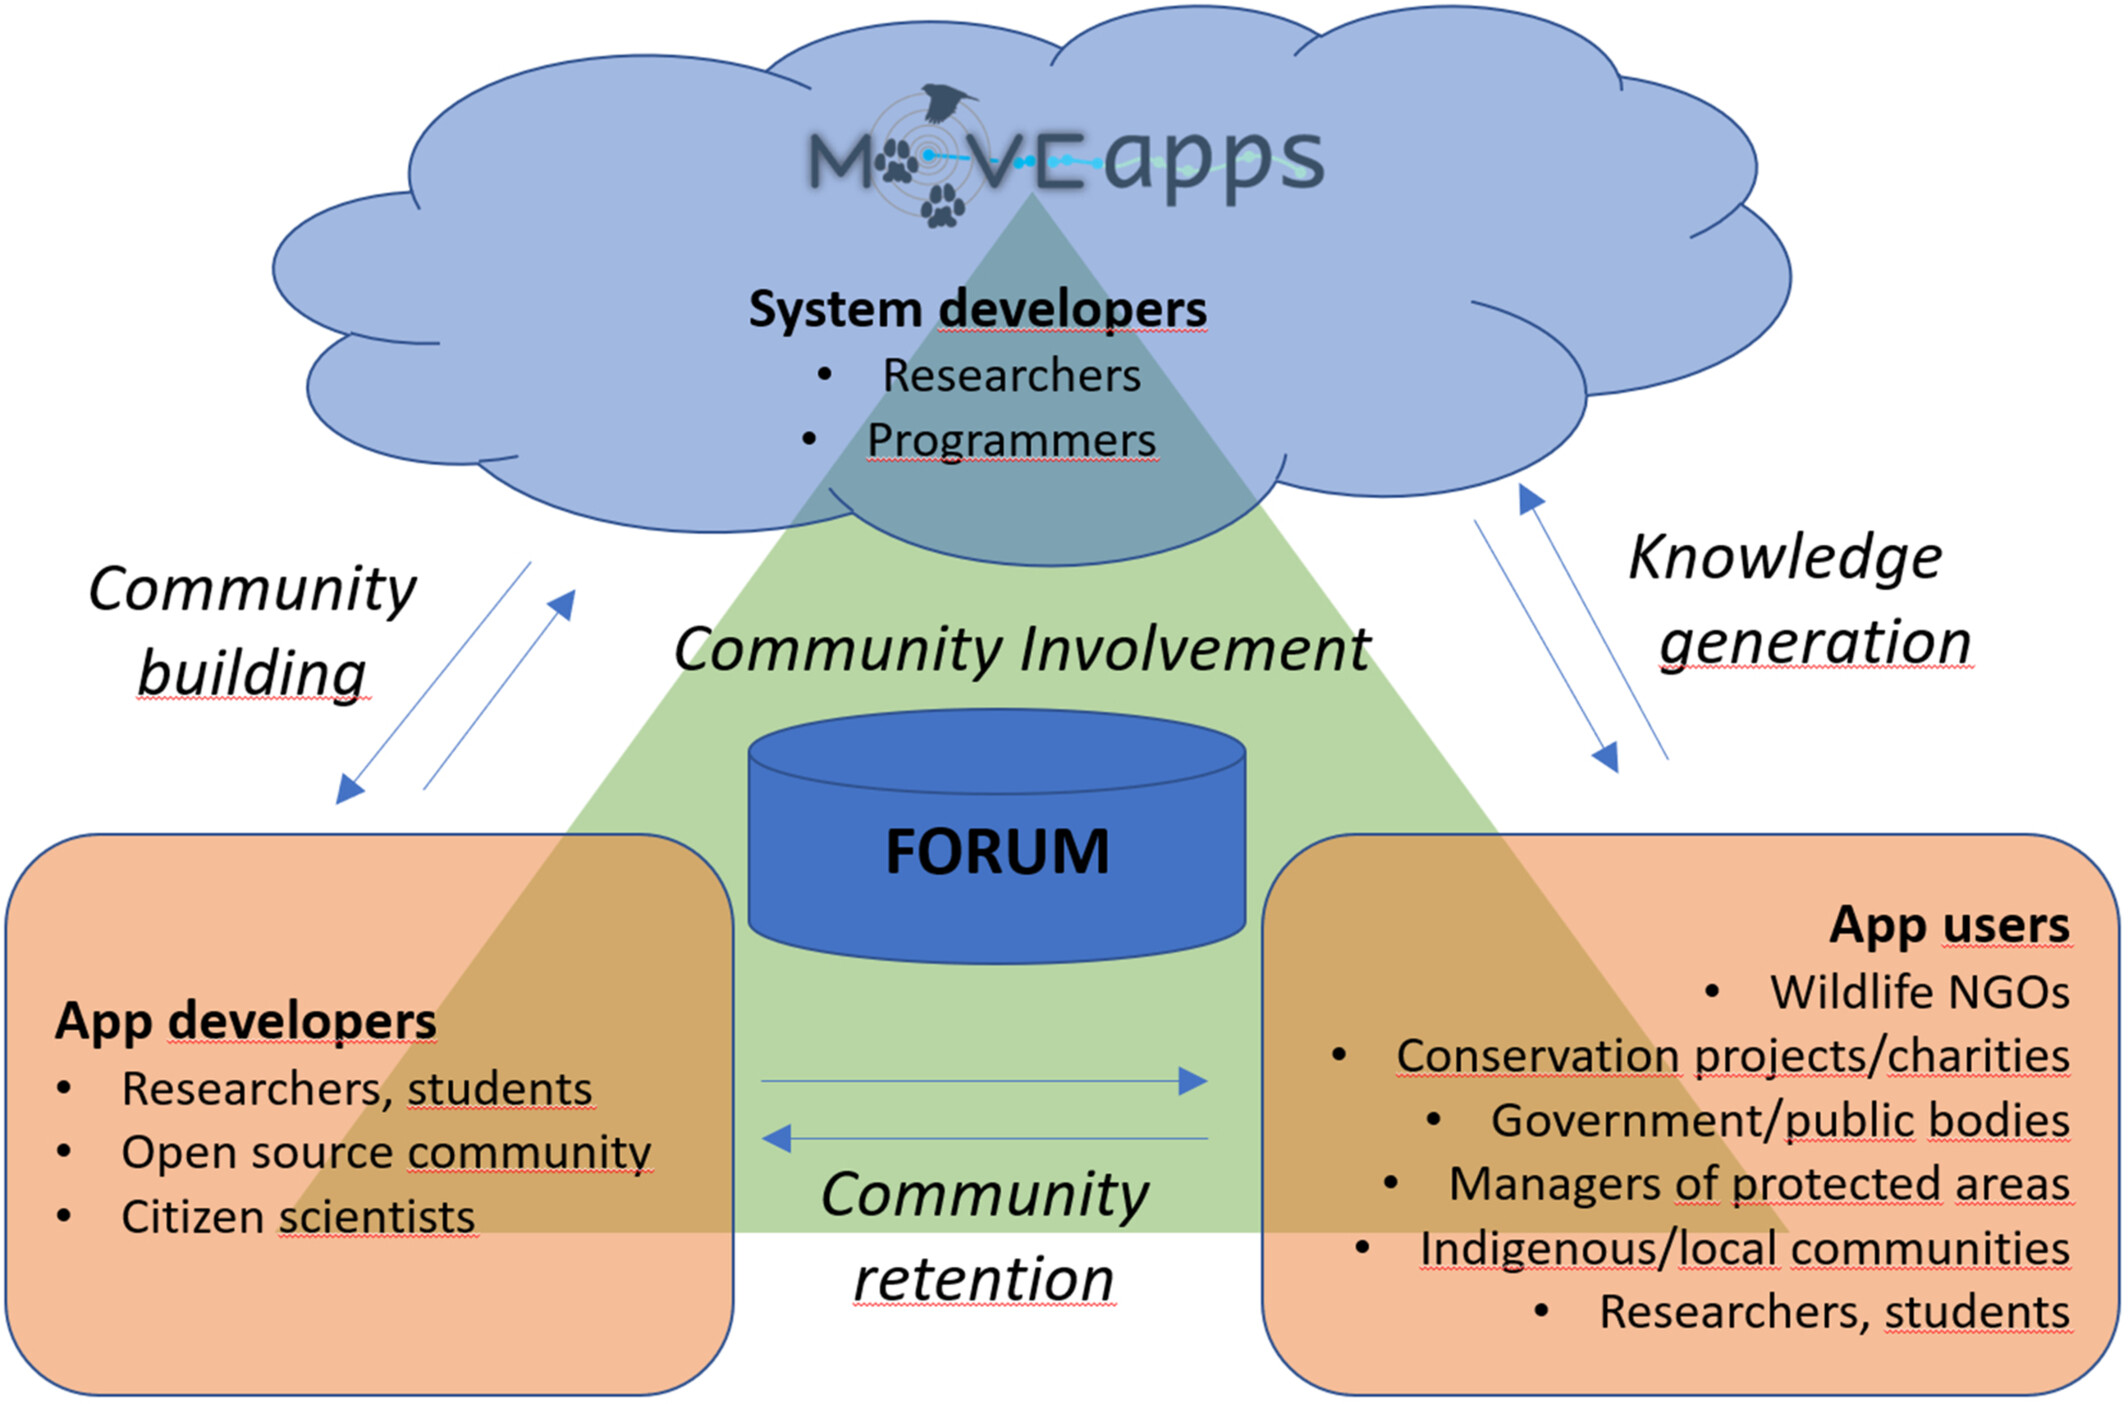 MOVEapps
System developers
• Researchers
• Programmers
Community
building
Knowledge
generation
Community Involvement
FORUM
App developers
• Researchers, students
• Open source community
• Citizen scientists
Community
retention
App users
• Wildlife NGOs
• Conservation projects/charities
• Government/public bodies
• Managers of protected areas
• Indigenous/local communities
• Researchers, students